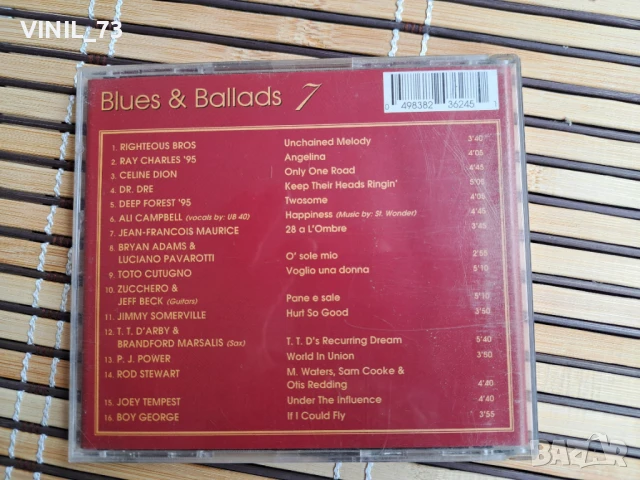 VINIL_73
Blues & Ballads 7
0 498382 36245 1
1. RIGHTEOUS BROS Unchained Melody 3'40
2. RAY CHARLES '95 Angelina 4'05
3. CELINE DION Only One Road 4'45
4. DR. DRE Keep Their Heads Ringin' 5'05
5. DEEP FOREST '95 Twosome 4'05
6. ALI CAMPBELL (vocals by: UB 40) Happiness (Music by: St. Wonder) 4'45
7. JEAN-FRANCOIS MAURICE 28 a L'Ombre 3'45
8. BRYAN ADAMS &
LUCIANO PAVAROTTI O' sole mio 2'55
9. TOTO CUTUGNO Voglio una donna 5'10
10. ZUCCHERO &
JEFF BECK (Guitars) Pane e sale 5'10
11. JIMMY SOMERVILLE Hurt So Good 3'50
12. T. T. D'ARBY &
BRANDFORD MARSALIS (Sax) T. T. D's Recurring Dream 5'40
13. P. J. POWER World In Union 3'50
14. ROD STEWART M. Waters, Sam Cooke &
Otis Redding 4'40
15. JOEY TEMPEST Under The Influence 4'40
16. BOY GEORGE If I Could Fly 3'55
BAZAR